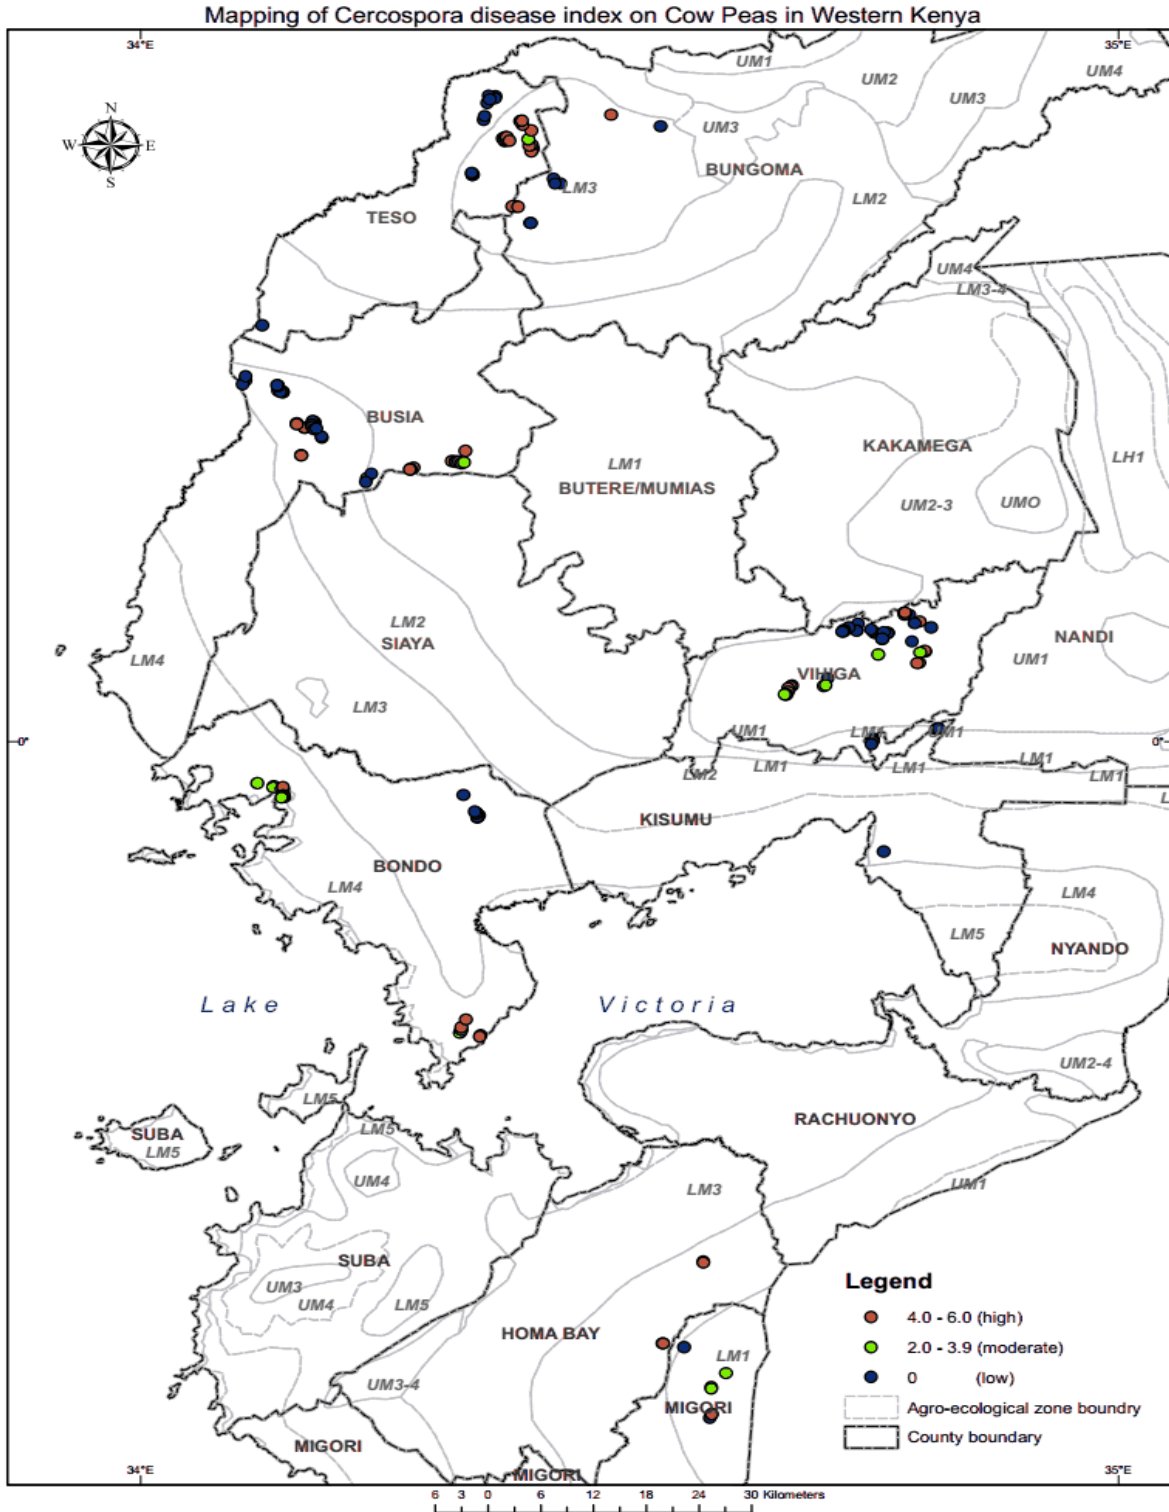 Mapping of Cercospora disease index on Cow Peas in Western Kenya
34°E
35°E
N
W E
S
UM1
UM2
UM4
UM3
UM3
BUNGOMA
LM3
LM2
TESO
UM4
LM3-4
BUSIA
KAKAMEGA
LH1
LM1
BUTERE/MUMIAS
UM2-3
UMO
LM2
SIAYA
NANDI
LM4
UM1
VIHIGA
LM3
UM1
LM1
UM1
0°
0°
LM2
LM1
LM1
LM1
LM1
L
KISUMU
BONDO
LM4
LM4
LM5
NYANDO
Lake Victoria
UM2-4
LM5
RACHUONYO
SUBA
LM5
LM5
UM4
LM3
UM1
SUBA
UM3
UM4
LM5
HOMA BAY
LM1
UM3-4
MIGORI
MIGORI
MIGORI
Legend
4.0 - 6.0 (high)
2.0 - 3.9 (moderate)
0 (low)
Agro-ecological zone boundry
County boundary
34°E
35°E
6 3 0 6 12 18 24 30 Kilometers